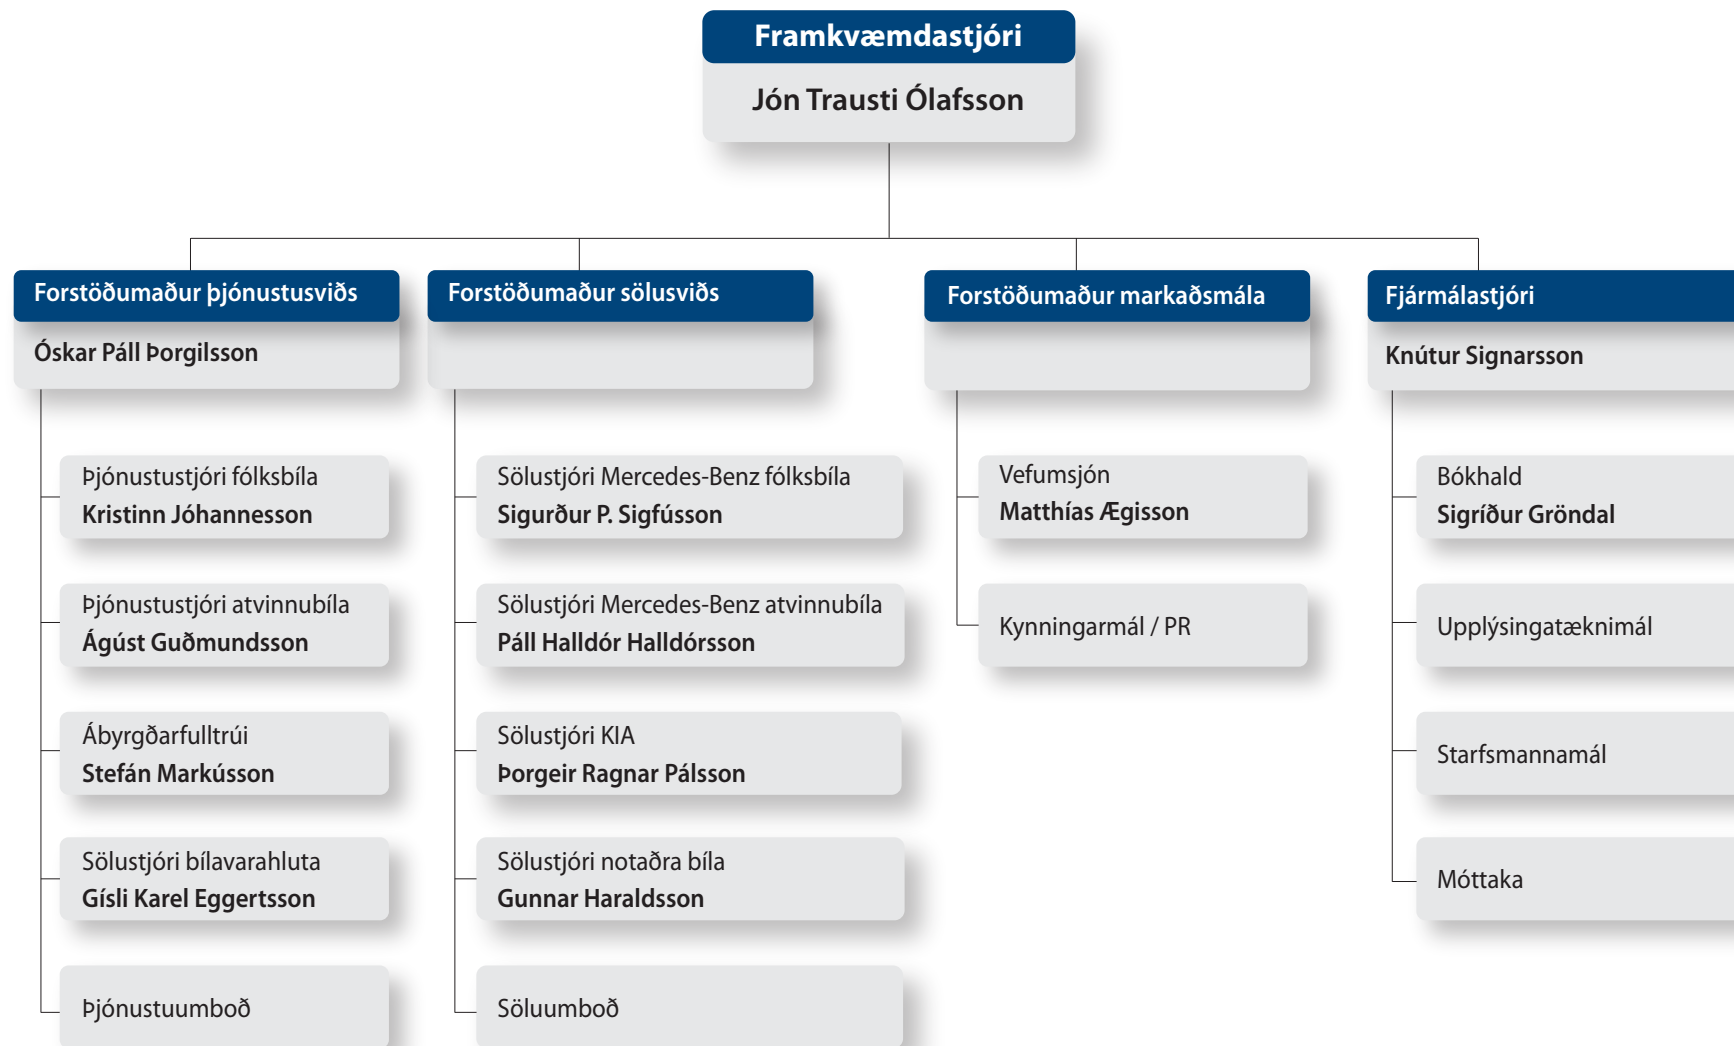 Framkvæmdastjóri
Jón Trausti Ólafsson
Forstöðumaður þjónustusviðs
Óskar Páll Þorgilsson
Þjónustustjóri fólksbíla
Kristinn Jóhannesson
Þjónustustjóri atvinnubíla
Ágúst Guðmundsson
Ábyrgðarfulltrúi
Stefán Markússon
Sölustjóri bílavarahluta
Gísli Karel Eggertsson
Þjónustuumboð
Forstöðumaður sölusviðs
Sölustjóri Mercedes-Benz fólksbíla
Sigurður P. Sigfússon
Sölustjóri Mercedes-Benz atvinnubíla
Páll Halldór Halldórsson
Sölustjóri KIA
Þorgeir Ragnar Pálsson
Sölustjóri notaðra bíla
Gunnar Haraldsson
Söluumboð
Forstöðumaður markaðsmála
Vefumsjón
Matthías Ægisson
Kynningarmál / PR
Fjármálastjóri
Knútur Signarsson
Bókhald
Sigríður Gröndal
Upplýsingatæknimál
Starfsmannamál
Móttaka